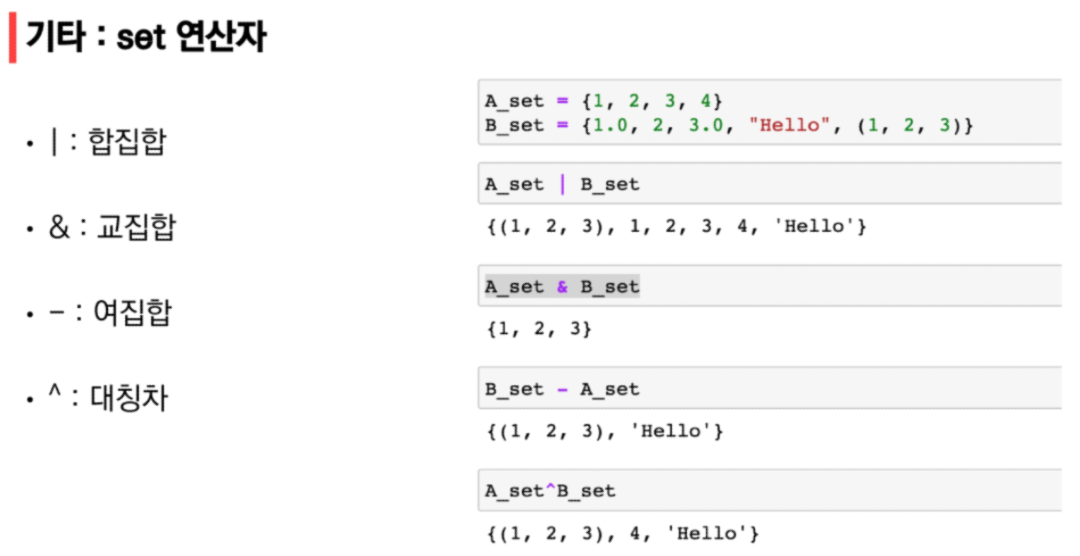 기타 : set 연산자
• | : 합집합
• & : 교집합
• - : 여집합
• ^ : 대칭차
A_set = {1, 2, 3, 4}
B_set = {1.0, 2, 3.0, "Hello", (1, 2, 3)}
A_set | B_set
{(1, 2, 3), 1, 2, 3, 4, 'Hello'}
A_set & B_set
{1, 2, 3}
B_set - A_set
{(1, 2, 3), 'Hello'}
A_set^B_set
{(1, 2, 3), 4, 'Hello'}